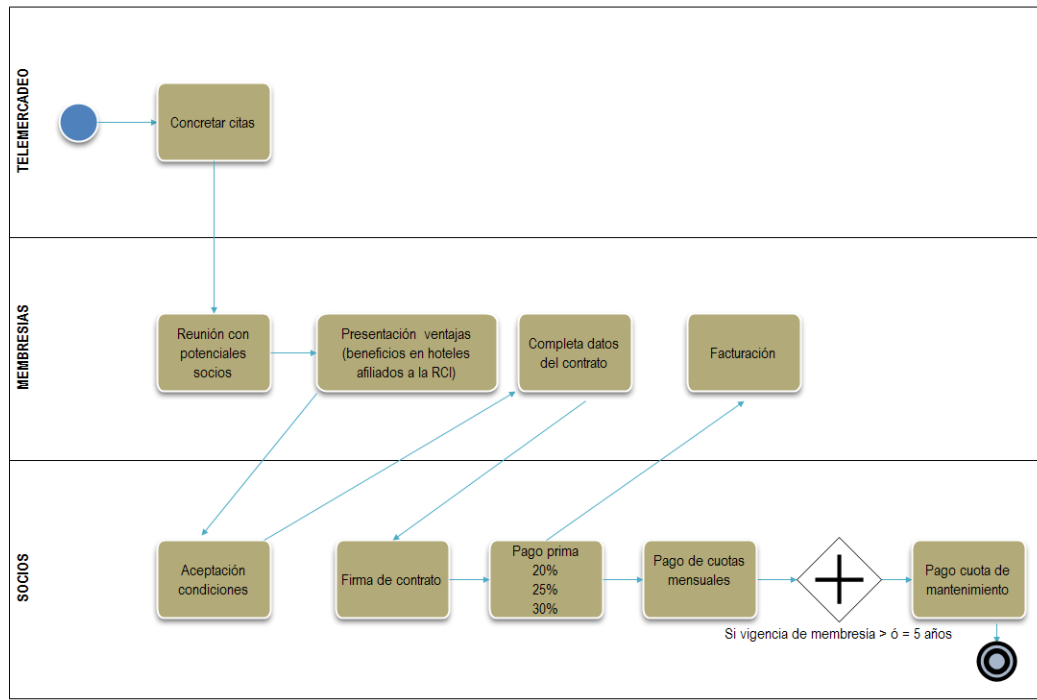 TELEMERCADEO
Concretar citas
MEMBRESIAS
Reunión con
potenciales
socios
Presentación ventajas
(beneficios en hoteles
afiliados a la RCI)
Completa datos
del contrato
Facturación
SOCIOS
Aceptación
condiciones
Firma de contrato
Pago prima
20%
25%
30%
Pago de cuotas
mensuales
Si vigencia de membresía > ó = 5 años
Pago cuota de
mantenimiento